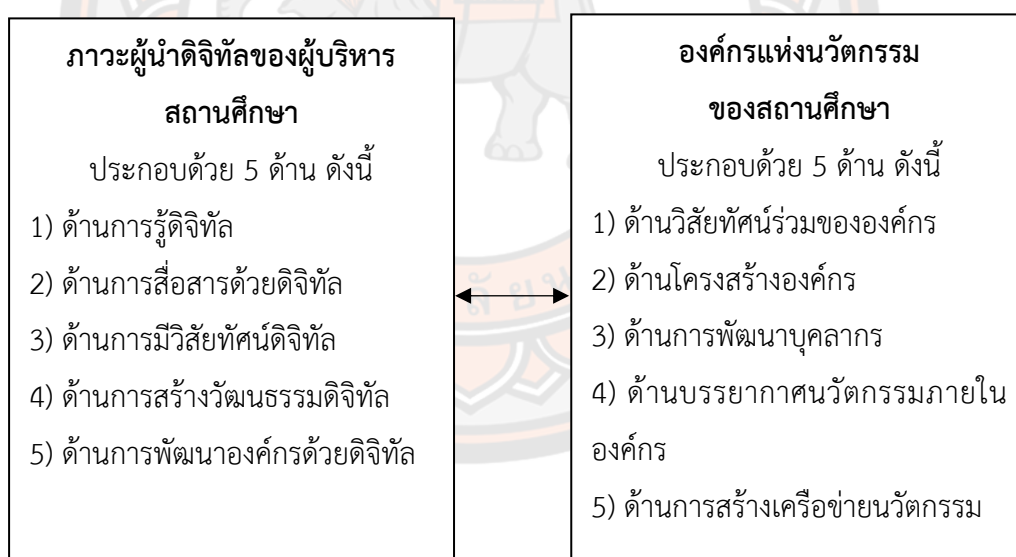 ภาวะผู้นำดิจิทัลของผู้บริหาร
สถานศึกษา
ประกอบด้วย 5 ด้าน ดังนี้
1) ด้านการรู้ดิจิทัล
2) ด้านการสื่อสารด้วยดิจิทัล
3) ด้านการมีวิสัยทัศน์ดิจิทัล
4) ด้านการสร้างวัฒนธรรมดิจิทัล
5) ด้านการพัฒนาองค์กรด้วยดิจิทัล
องค์กรแห่งนวัตกรรม
ของสถานศึกษา
ประกอบด้วย 5 ด้าน ดังนี้
1) ด้านวิสัยทัศน์ร่วมขององค์กร
2) ด้านโครงสร้างองค์กร
3) ด้านการพัฒนาบุคลากร
4) ด้านบรรยากาศนวัตกรรมภายใน
องค์กร
5) ด้านการสร้างเครือข่ายนวัตกรรม